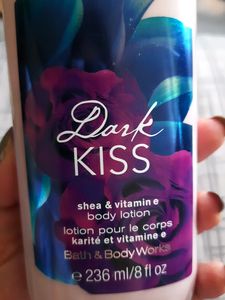 Dark
KISS
shea & vitamin e
body lotion
lotion pour le corps
karité et vitamine e
Bath & Body Works
e 236 ml/8 fl oz